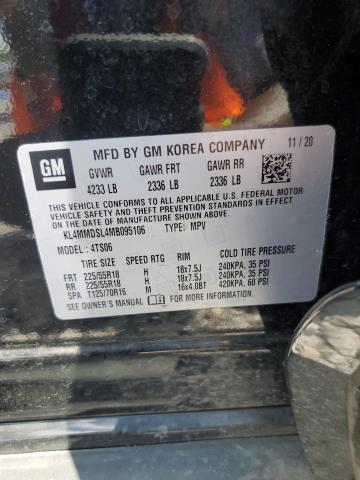 GM
MFD BY GM KOREA COMPANY 11/20
GVWR GAWR FRT GAWR RR
4233 LB 2336 LB 2336 LB
THIS VEHICLE CONFORMS TO ALL APPLICABLE U.S. FEDERAL MOTOR
VEHICLE SAFETY, BUMPER, AND THEFT PREVENTION STANDARDS IN
EFFECT ON THE DATE OF MANUFACTURE SHOWN ABOVE.
KL4MMDSL4MB095106 TYPE: MPV
MODEL: 4TS06
TIRE SIZE SPEED RIM COLD TIRE PRESSURE
FRT 225/55R18 H 18x7.5J 240KPA, 35 PSI
RR 225/55R18 H 18x7.5J 240KPA, 35 PSI
SPA T125/70R16 M 16x4.0BT 420KPA, 60 PSI
SEE OWNER'S MANUAL FOR MORE INFORMATION.